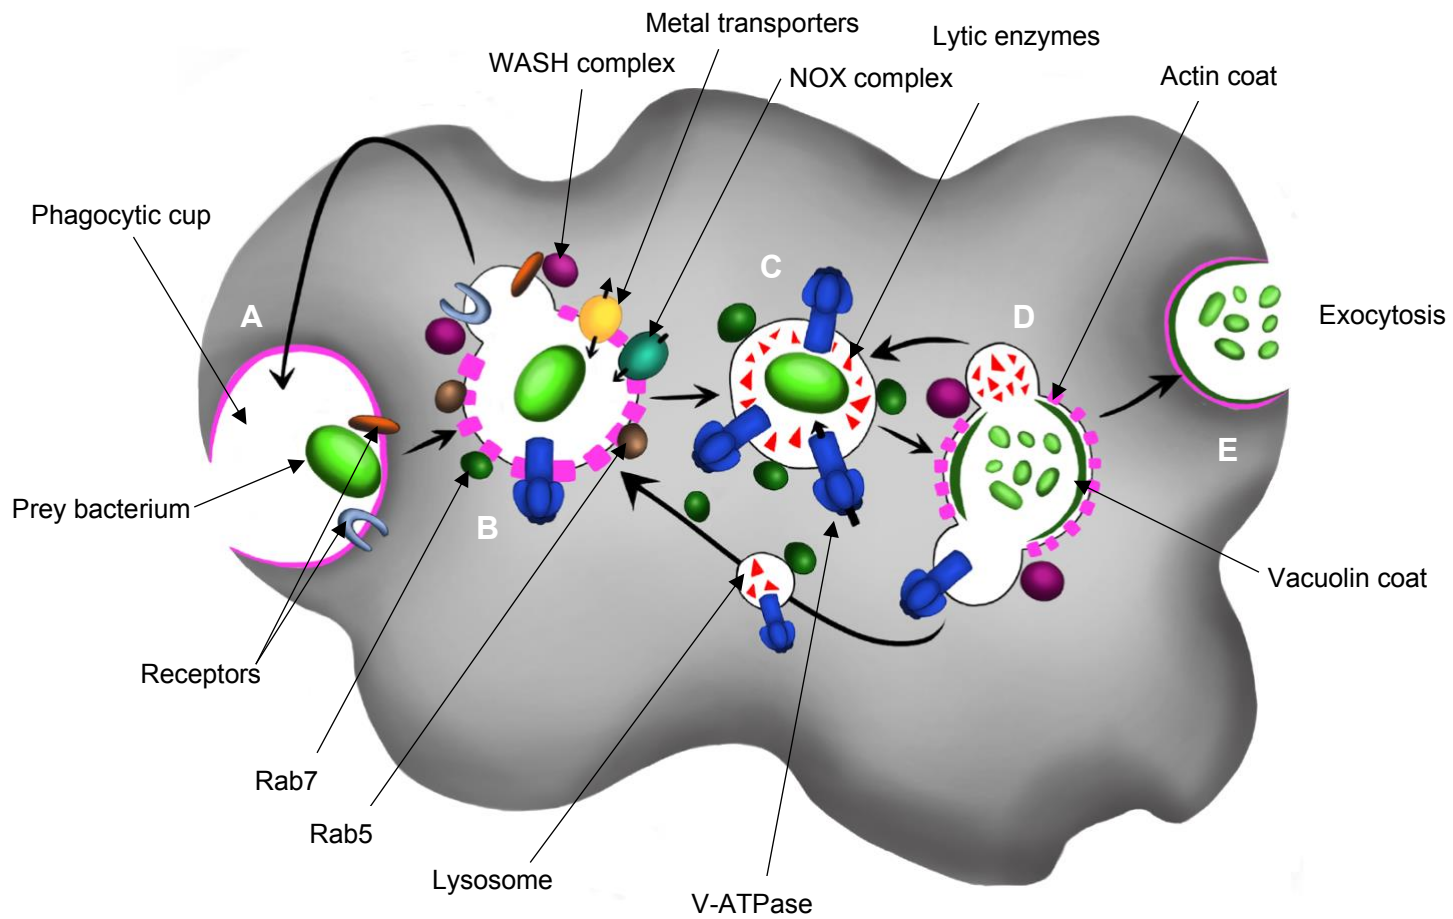 Metal transporters
Lytic enzymes
WASH complex
NOX complex
Actin coat
Phagocytic cup
C
A
D
Exocytosis
E
Prey bacterium
B
Vacuolin coat
Receptors
Rab7
Rab5
Lysosome
V-ATPase